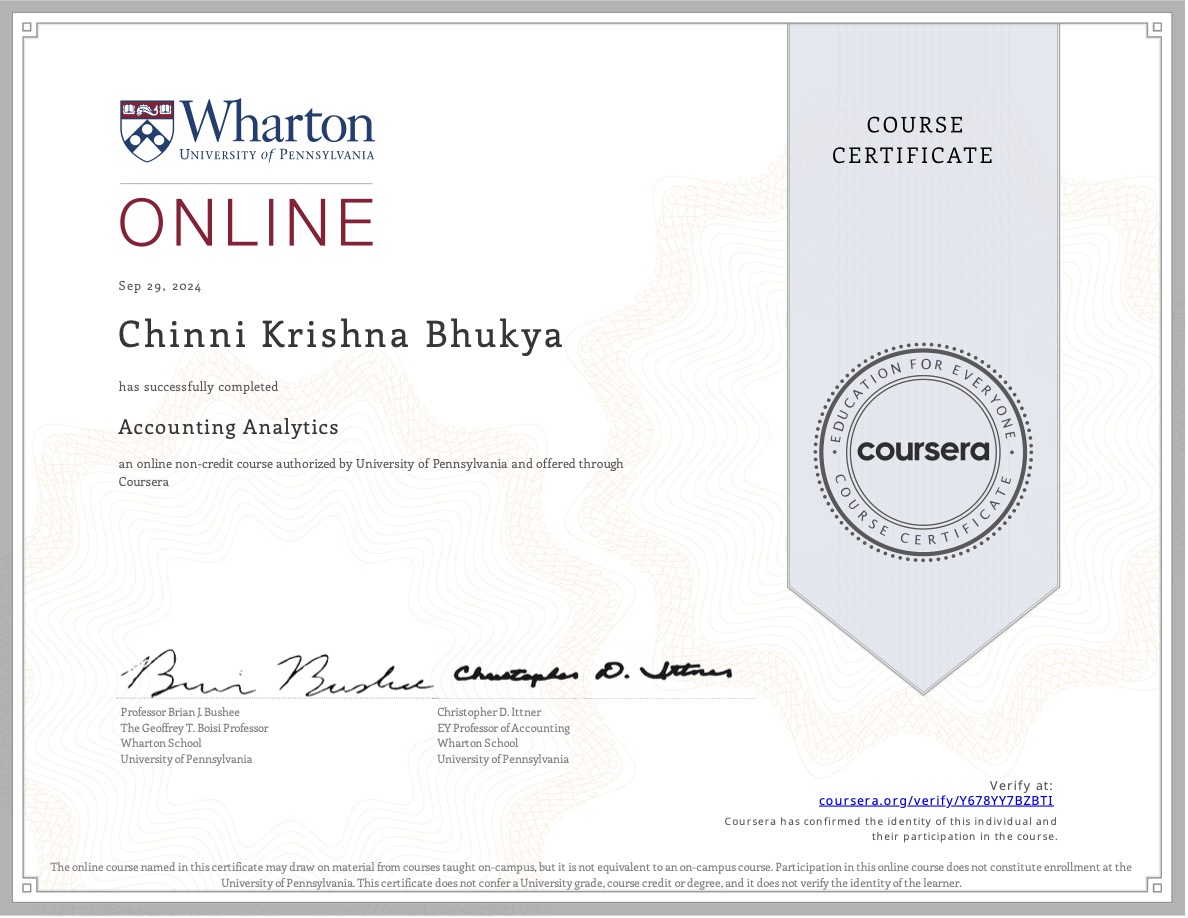 Wharton
UNIVERSITY of PENNSYLVANIA
ONLINE
COURSE
CERTIFICATE
Sep 29, 2024
Chinni Krishna Bhukya
has successfully completed
Accounting Analytics
an online non-credit course authorized by University of Pennsylvania and offered through
Coursera
EDUCATION FOR EVERYONE
coursera
COURSE CERTIFICATE
Brian Bushee
Christopher D. Ittner
Professor Brian J. Bushee
The Geoffrey T. Boisi Professor
Wharton School
University of Pennsylvania
Christopher D. Ittner
EY Professor of Accounting
Wharton School
University of Pennsylvania
Verify at:
coursera.org/verify/Y678YY7BZBTI
Coursera has confirmed the identity of this individual and
their participation in the course.
The online course named in this certificate may draw on material from courses taught on-campus, but it is not equivalent to an on-campus course. Participation in this online course does not constitute enrollment at the
University of Pennsylvania. This certificate does not confer a University grade, course credit or degree, and it does not verify the identity of the learner.